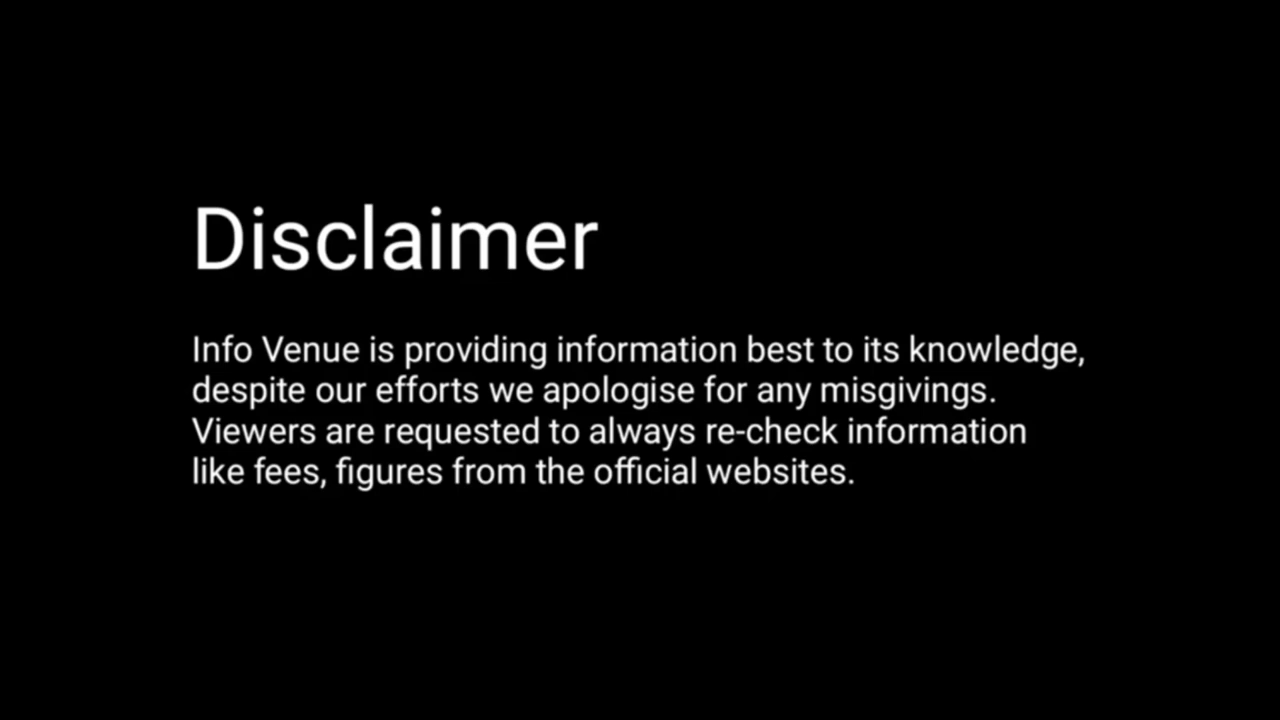 Disclaimer
Info Venue is providing information best to its knowledge,
despite our efforts we apologise for any misgivings.
Viewers are requested to always re-check information
like fees, figures from the official websites.